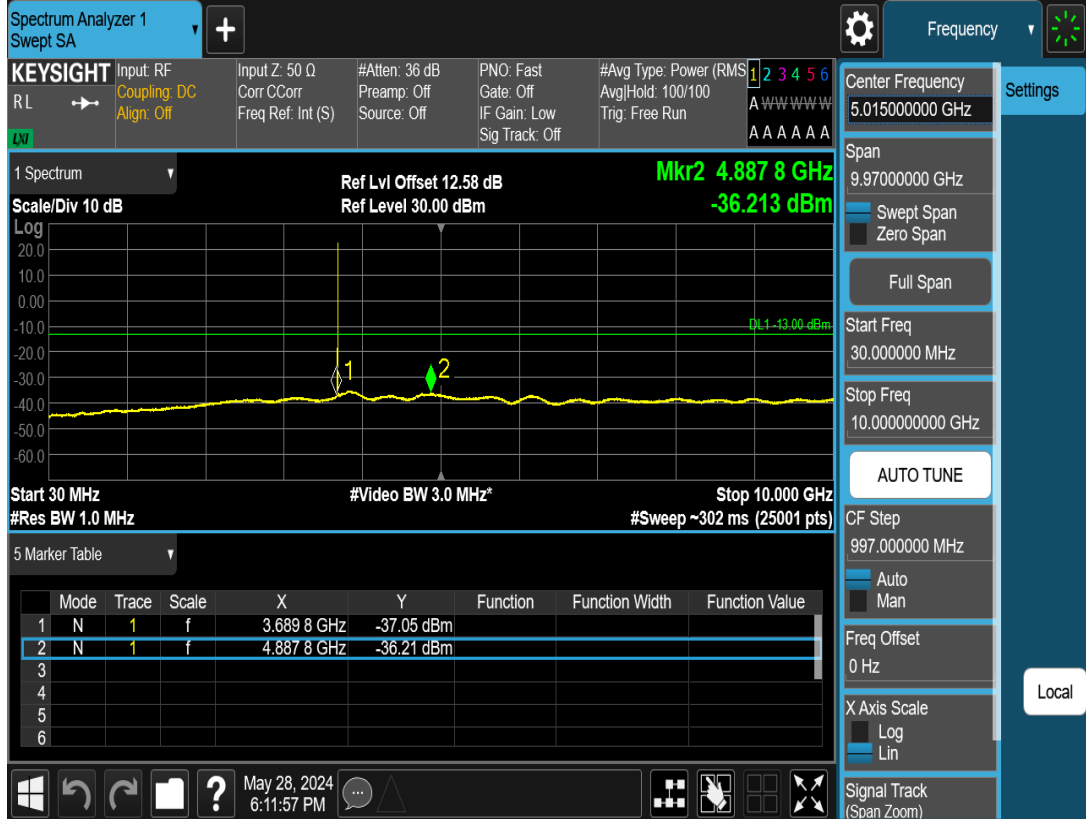 Spectrum Analyzer 1
Swept SA
+
Frequency
KEYSIGHT
R L
LXI
Input: RF
Coupling: DC
Align: Off
Input Z: 50 Ω
Corr CCorr
Freq Ref: Int (S)
#Atten: 36 dB
Preamp: Off
Source: Off
PNO: Fast
Gate: Off
IF Gain: Low
Sig Track: Off
#Avg Type: Power (RMS
Avg|Hold: 100/100
Trig: Free Run
1 2 3 4 5 6
A W W W W W
A A A A A A
1 Spectrum
Scale/Div 10 dB
Log
Ref Lvl Offset 12.58 dB
Ref Level 30.00 dBm
Mkr2 4.887 8 GHz
-36.213 dBm
20.0
10.0
0.00
-10.0
-20.0
-30.0
-40.0
-50.0
-60.0
DL1 -13.00 dBm
1
2
Start 30 MHz
#Video BW 3.0 MHz*
Stop 10.000 GHz
#Res BW 1.0 MHz
#Sweep ~302 ms (25001 pts)
5 Marker Table
Mode Trace Scale X Y Function Function Width Function Value
1 N 1 f 3.689 8 GHz -37.05 dBm
2 N 1 f 4.887 8 GHz -36.21 dBm
3
4
5
6
?
May 28, 2024
6:11:57 PM
Center Frequency
5.015000000 GHz
Settings
Span
9.97000000 GHz
Swept Span
Zero Span
Full Span
Start Freq
30.000000 MHz
Stop Freq
10.000000000 GHz
AUTO TUNE
CF Step
997.000000 MHz
Auto
Man
Freq Offset
0 Hz
X Axis Scale
Log
Lin
Signal Track
(Span Zoom)
Local